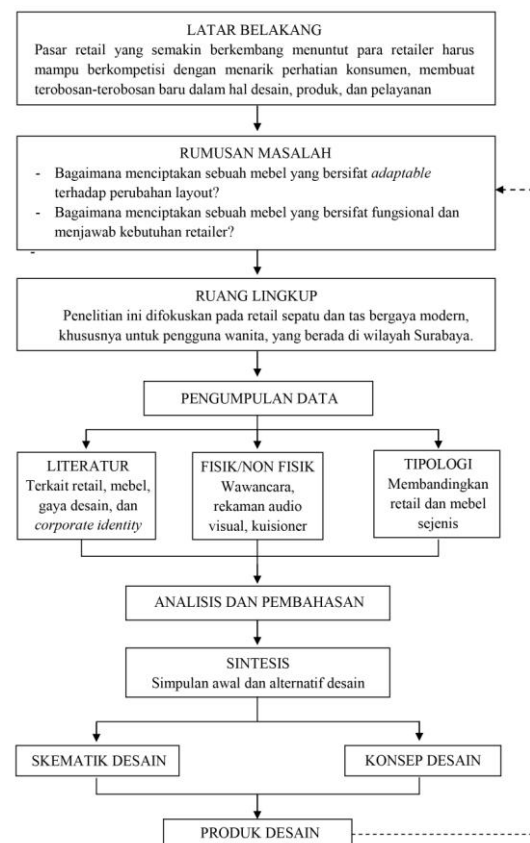 LATAR BELAKANG
Pasar retail yang semakin berkembang menuntut para retailer harus
mampu berkompetisi dengan menarik perhatian konsumen, membuat
terobosan-terobosan baru dalam hal desain, produk, dan pelayanan
RUMUSAN MASALAH
- Bagaimana menciptakan sebuah mebel yang bersifat adaptable
terhadap perubahan layout?
- Bagaimana menciptakan sebuah mebel yang bersifat fungsional dan
menjawab kebutuhan retailer?
-
RUANG LINGKUP
Penelitian ini difokuskan pada retail sepatu dan tas bergaya modern,
khususnya untuk pengguna wanita, yang berada di wilayah Surabaya.
PENGUMPULAN DATA
LITERATUR
Terkait retail, mebel,
gaya desain, dan
corporate identity
FISIK/NON FISIK
Wawancara,
rekaman audio
visual, kuisioner
TIPOLOGI
Membandingkan
retail dan mebel
sejenis
ANALISIS DAN PEMBAHASAN
SINTESIS
Simpulan awal dan alternatif desain
SKEMATIK DESAIN
KONSEP DESAIN
PRODUK DESAIN